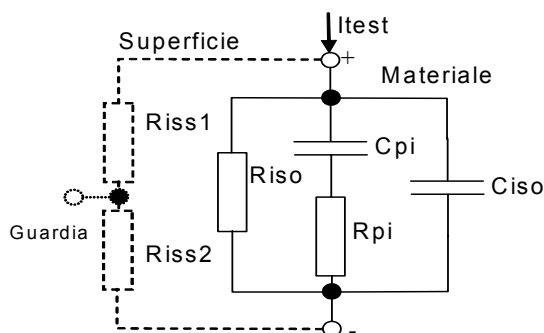 Itest
Superficie
+
Materiale
Riss1
Cpi
Riso
Ciso
Rpi
Guardia
Riss2
-